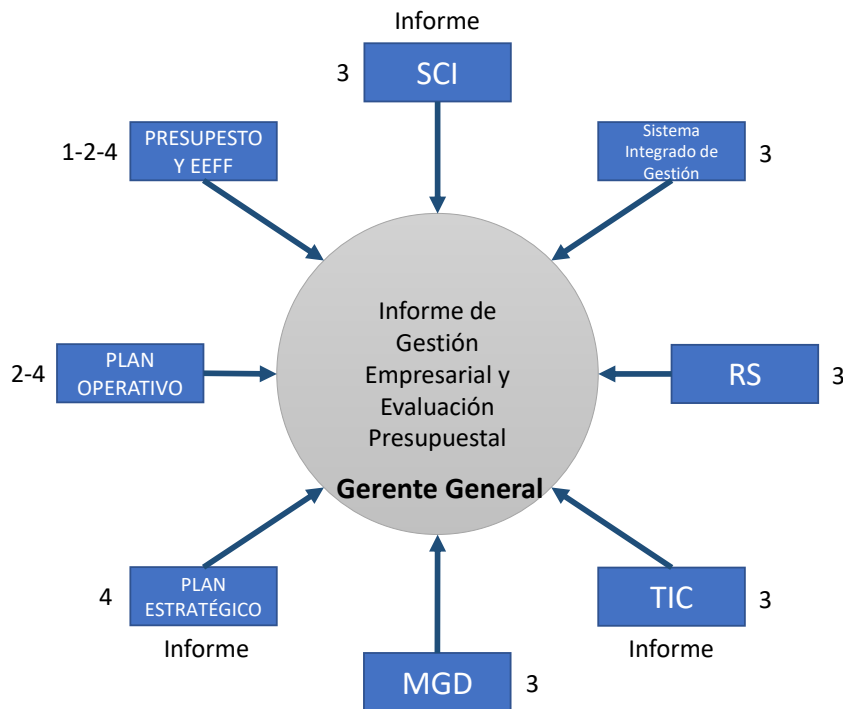 Informe
3
SCI
1-2-4
PRESUPESTO
Y EEFF
Sistema
Integrado de
Gestión
3
Informe de
Gestión
Empresarial y
Evaluación
Presupuestal
Gerente General
2-4
PLAN
OPERATIVO
RS
3
4
PLAN
ESTRATÉGICO
Informe
TIC
3
Informe
MGD
3